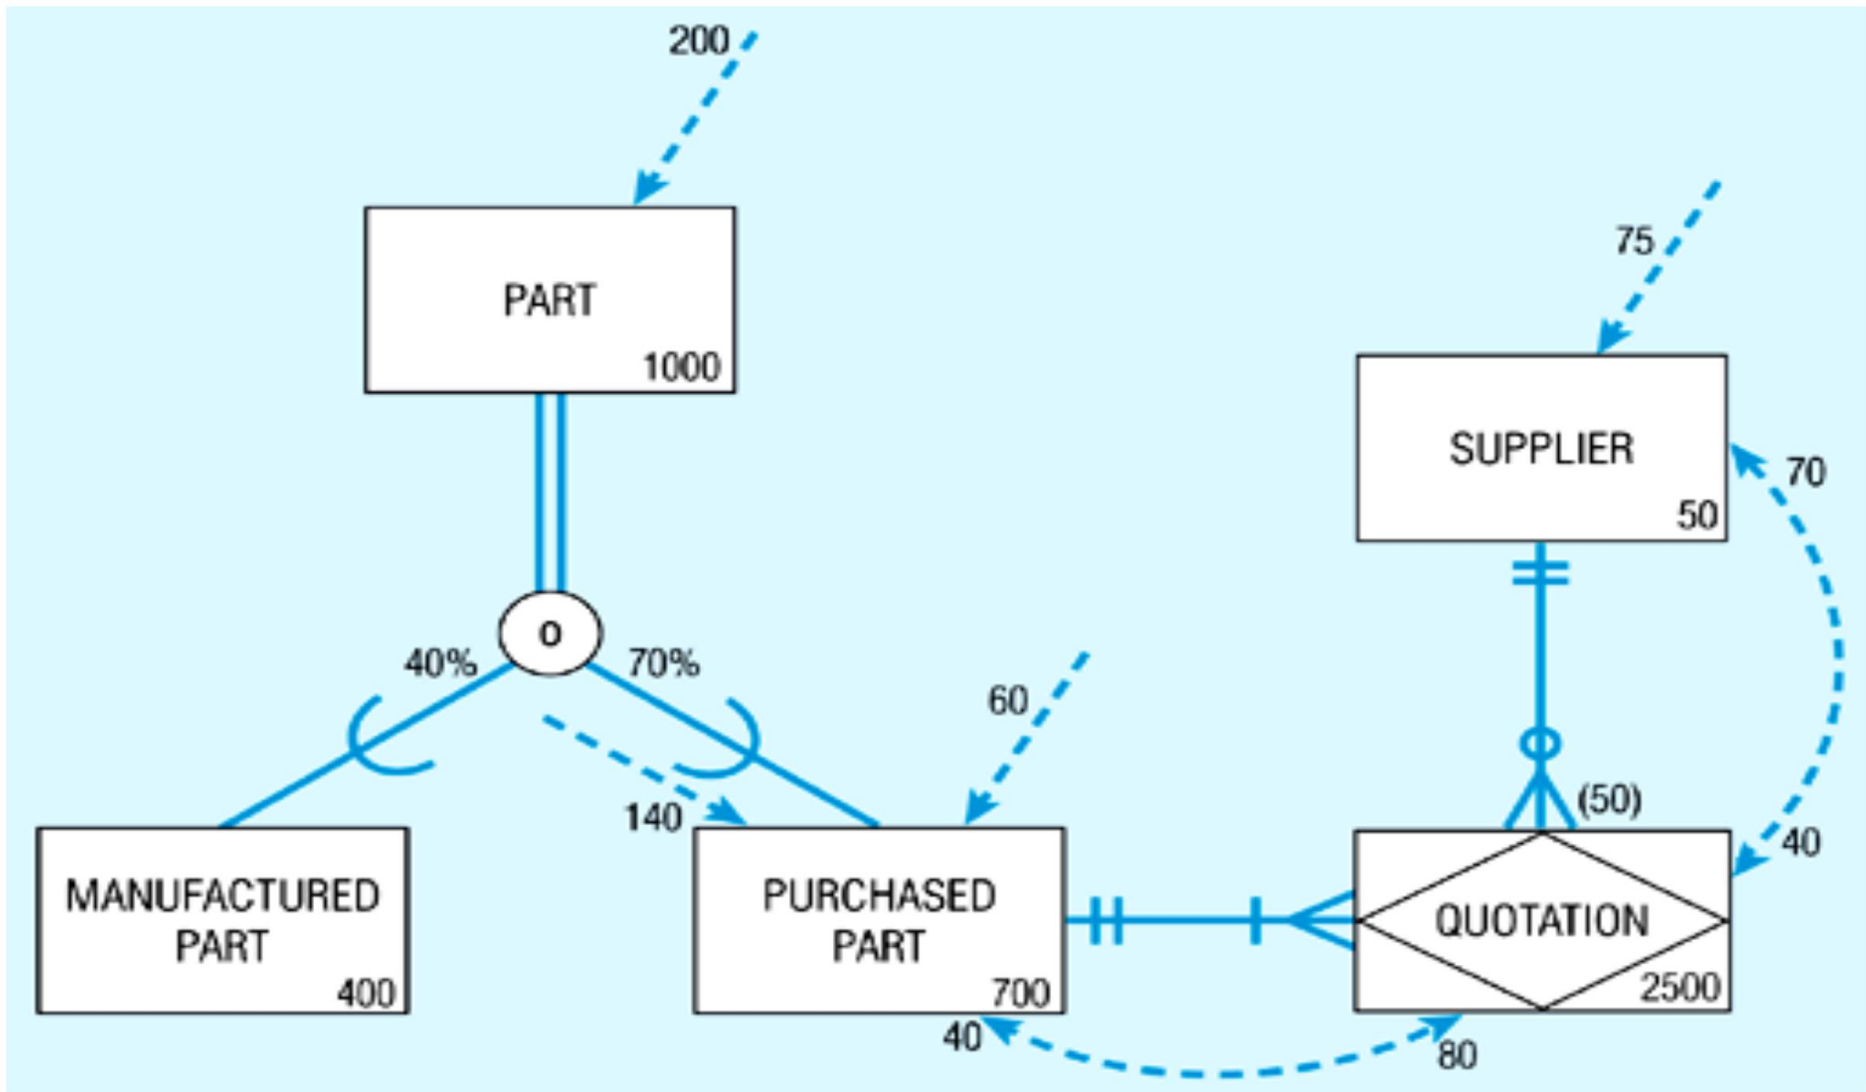 200
PART
1000
75
SUPPLIER
50
70
O
40%
70%
60
140
(50)
40
MANUFACTURED
PART
400
PURCHASED
PART
700
QUOTATION
2500
40
80